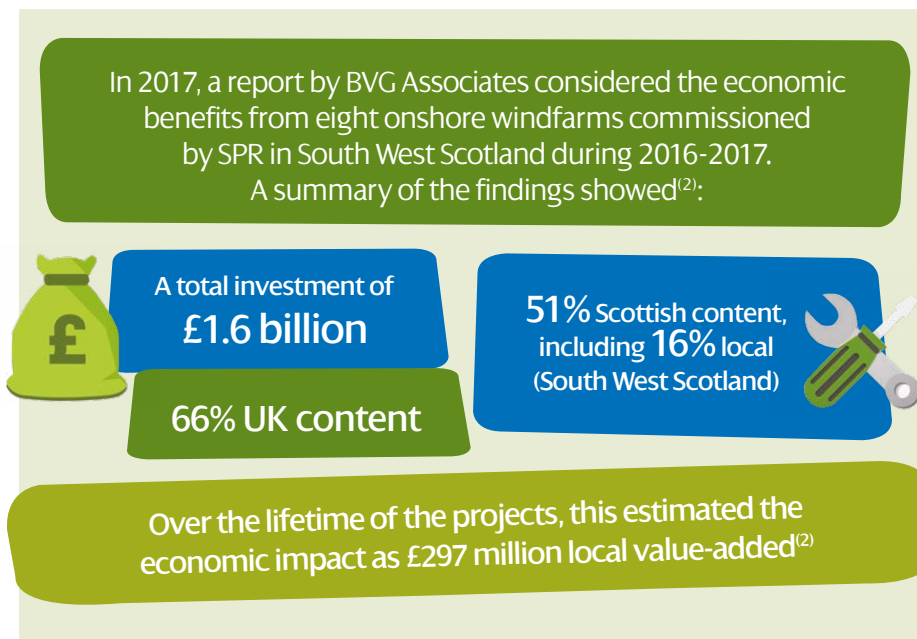 In 2017, a report by BVG Associates considered the economic
benefits from eight onshore windfarms commissioned
by SPR in South West Scotland during 2016-2017.
A summary of the findings showed(2):
A total investment of
£1.6 billion
66% UK content
51% Scottish content,
including 16% local
(South West Scotland)
£
Over the lifetime of the projects, this estimated the
economic impact as £297 million local value-added(2)